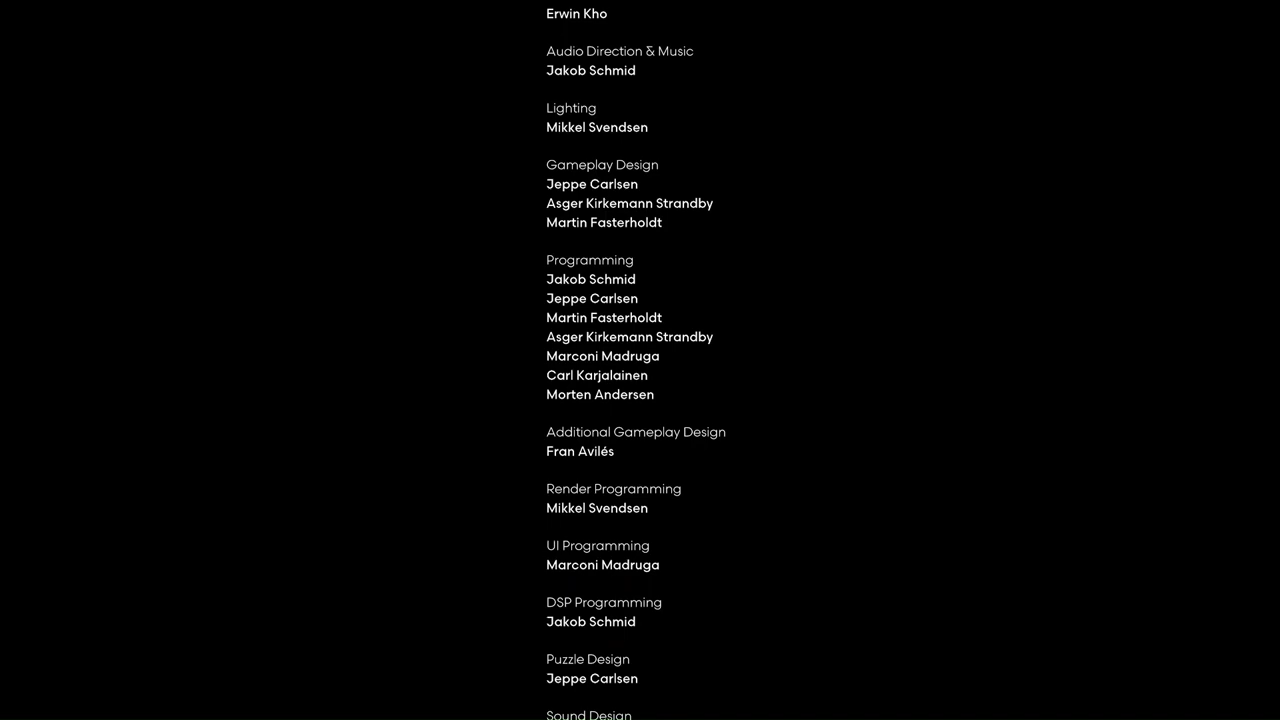 Erwin Kho
Audio Direction & Music
Jakob Schmid
Lighting
Mikkel Svendsen
Gameplay Design
Jeppe Carlsen
Asger Kirkemann Strandby
Martin Fasterholdt
Programming
Jakob Schmid
Jeppe Carlsen
Martin Fasterholdt
Asger Kirkemann Strandby
Marconi Madruga
Carl Karjalainen
Morten Andersen
Additional Gameplay Design
Fran Avilés
Render Programming
Mikkel Svendsen
UI Programming
Marconi Madruga
DSP Programming
Jakob Schmid
Puzzle Design
Jeppe Carlsen
Sound Design